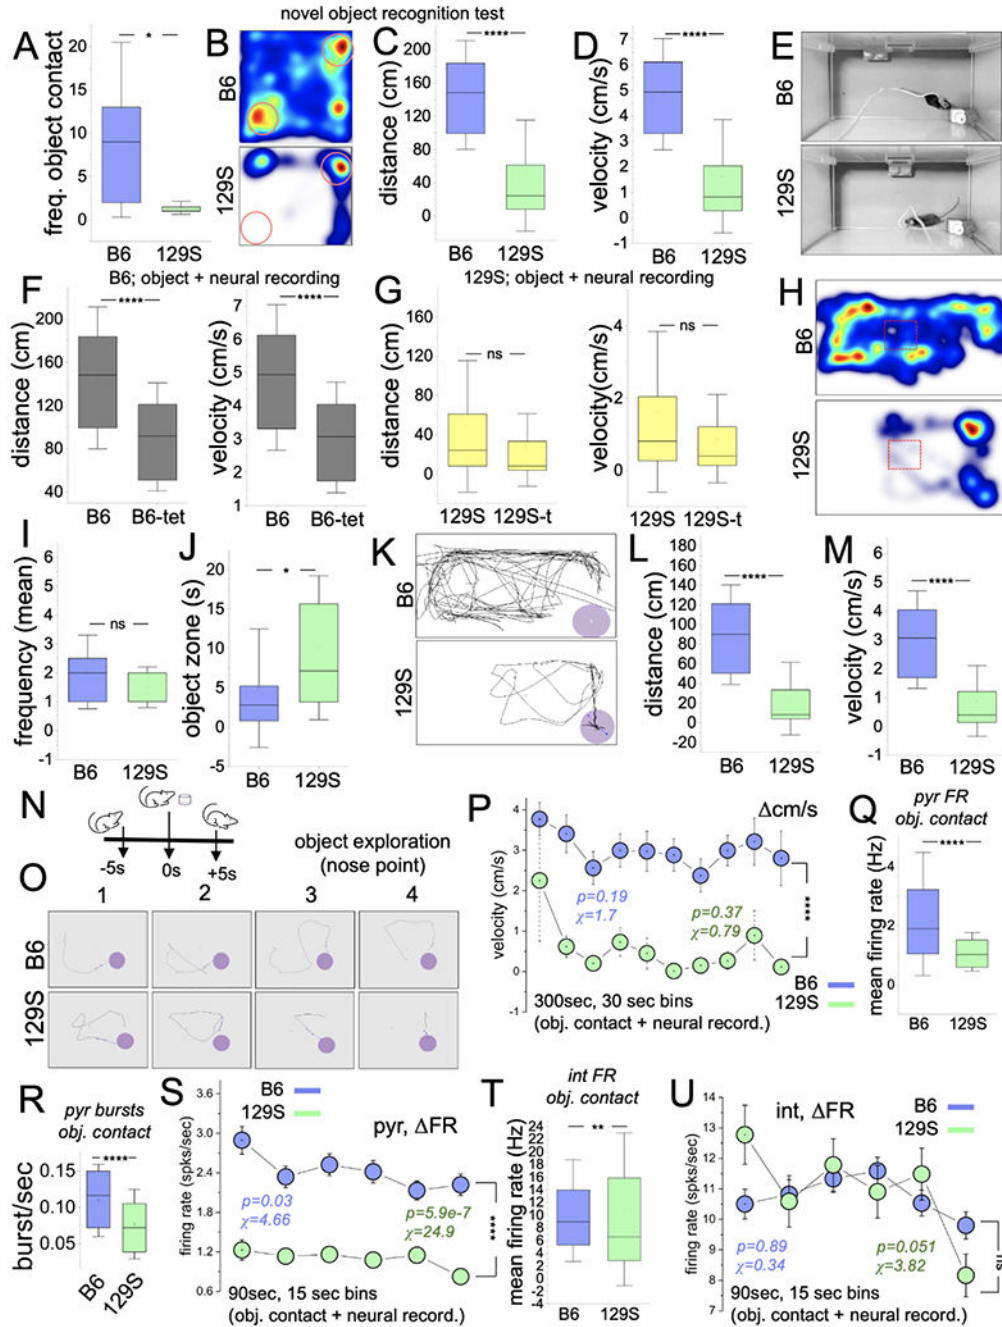 novel object recognition test
A
freq. object contact
20
15
10
5
0
*
B6
129S
B
B6
129S
C
distance (cm)
200
160
120
80
40
0
****
B6
129S
D
velocity (cm/s)
7
6
5
4
3
2
1
0
-1
****
B6
129S
E
B6
129S
B6; object + neural recording
F
distance (cm)
200
160
120
80
40
****
B6
B6-tet
velocity (cm/s)
7
6
5
4
3
2
1
****
B6
B6-tet
129S; object + neural recording
G
distance (cm)
160
120
80
40
0
ns
129S
129S-t
velocity(cm/s)
4
2
0
ns
129S
129S-t
H
B6
129S
I
frequency (mean)
6
5
4
3
2
1
0
-1
ns
B6
129S
J
object zone (s)
20
15
10
5
0
-5
*
B6
129S
K
B6
129S
L
distance (cm)
180
160
140
120
100
80
60
40
20
0
-20
****
B6
129S
M
velocity (cm/s)
6
5
4
3
2
1
0
-1
****
B6
129S
N
-5s
0s
+5s
object exploration
(nose point)
O
1
2
3
4
B6
129S
P
Δcm/s
velocity (cm/s)
4
3
2
1
0
-1
p=0.19
χ=1.7
p=0.37
χ=0.79
****
B6
129S
300sec, 30 sec bins
(obj. contact + neural record.)
Q
pyr FR
obj. contact
mean firing rate (Hz)
4
2
0
****
B6
129S
R
pyr bursts
obj. contact
burst/sec
0.15
0.10
0.05
****
B6
129S
S
B6
129S
pyr, ΔFR
firing rate (spks/sec)
3.6
3.0
2.4
1.8
1.2
0.6
p=0.03
χ=4.66
p=5.9e-7
χ=24.9
****
90sec, 15 sec bins
(obj. contact + neural record.)
T
int FR
obj. contact
mean firing rate (Hz)
24
22
20
18
16
14
12
10
8
6
4
2
0
-2
-4
**
B6
129S
U
int, ΔFR
B6
129S
firing rate (spks/sec)
14
13
12
11
10
9
8
7
p=0.89
χ=0.34
p=0.051
χ=3.82
ns
90sec, 15 sec bins
(obj. contact + neural record.)